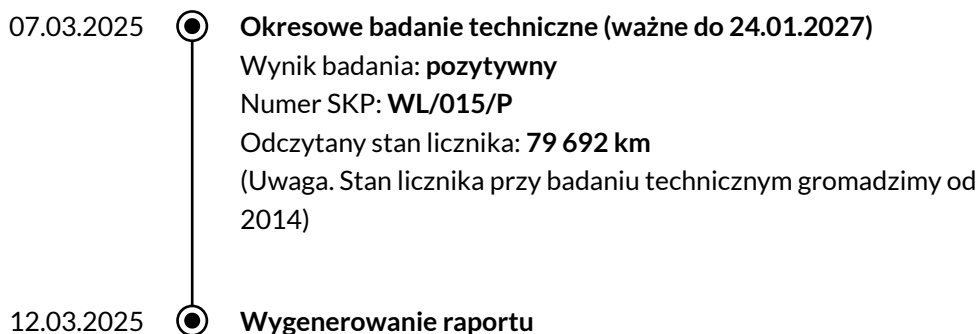 07.03.2025 Okresowe badanie techniczne (ważne do 24.01.2027)
Wynik badania: pozytywny
Numer SKP: WL/015/P
Odczytany stan licznika: 79 692 km
(Uwaga. Stan licznika przy badaniu technicznym gromadzimy od
2014)
12.03.2025 Wygenerowanie raportu